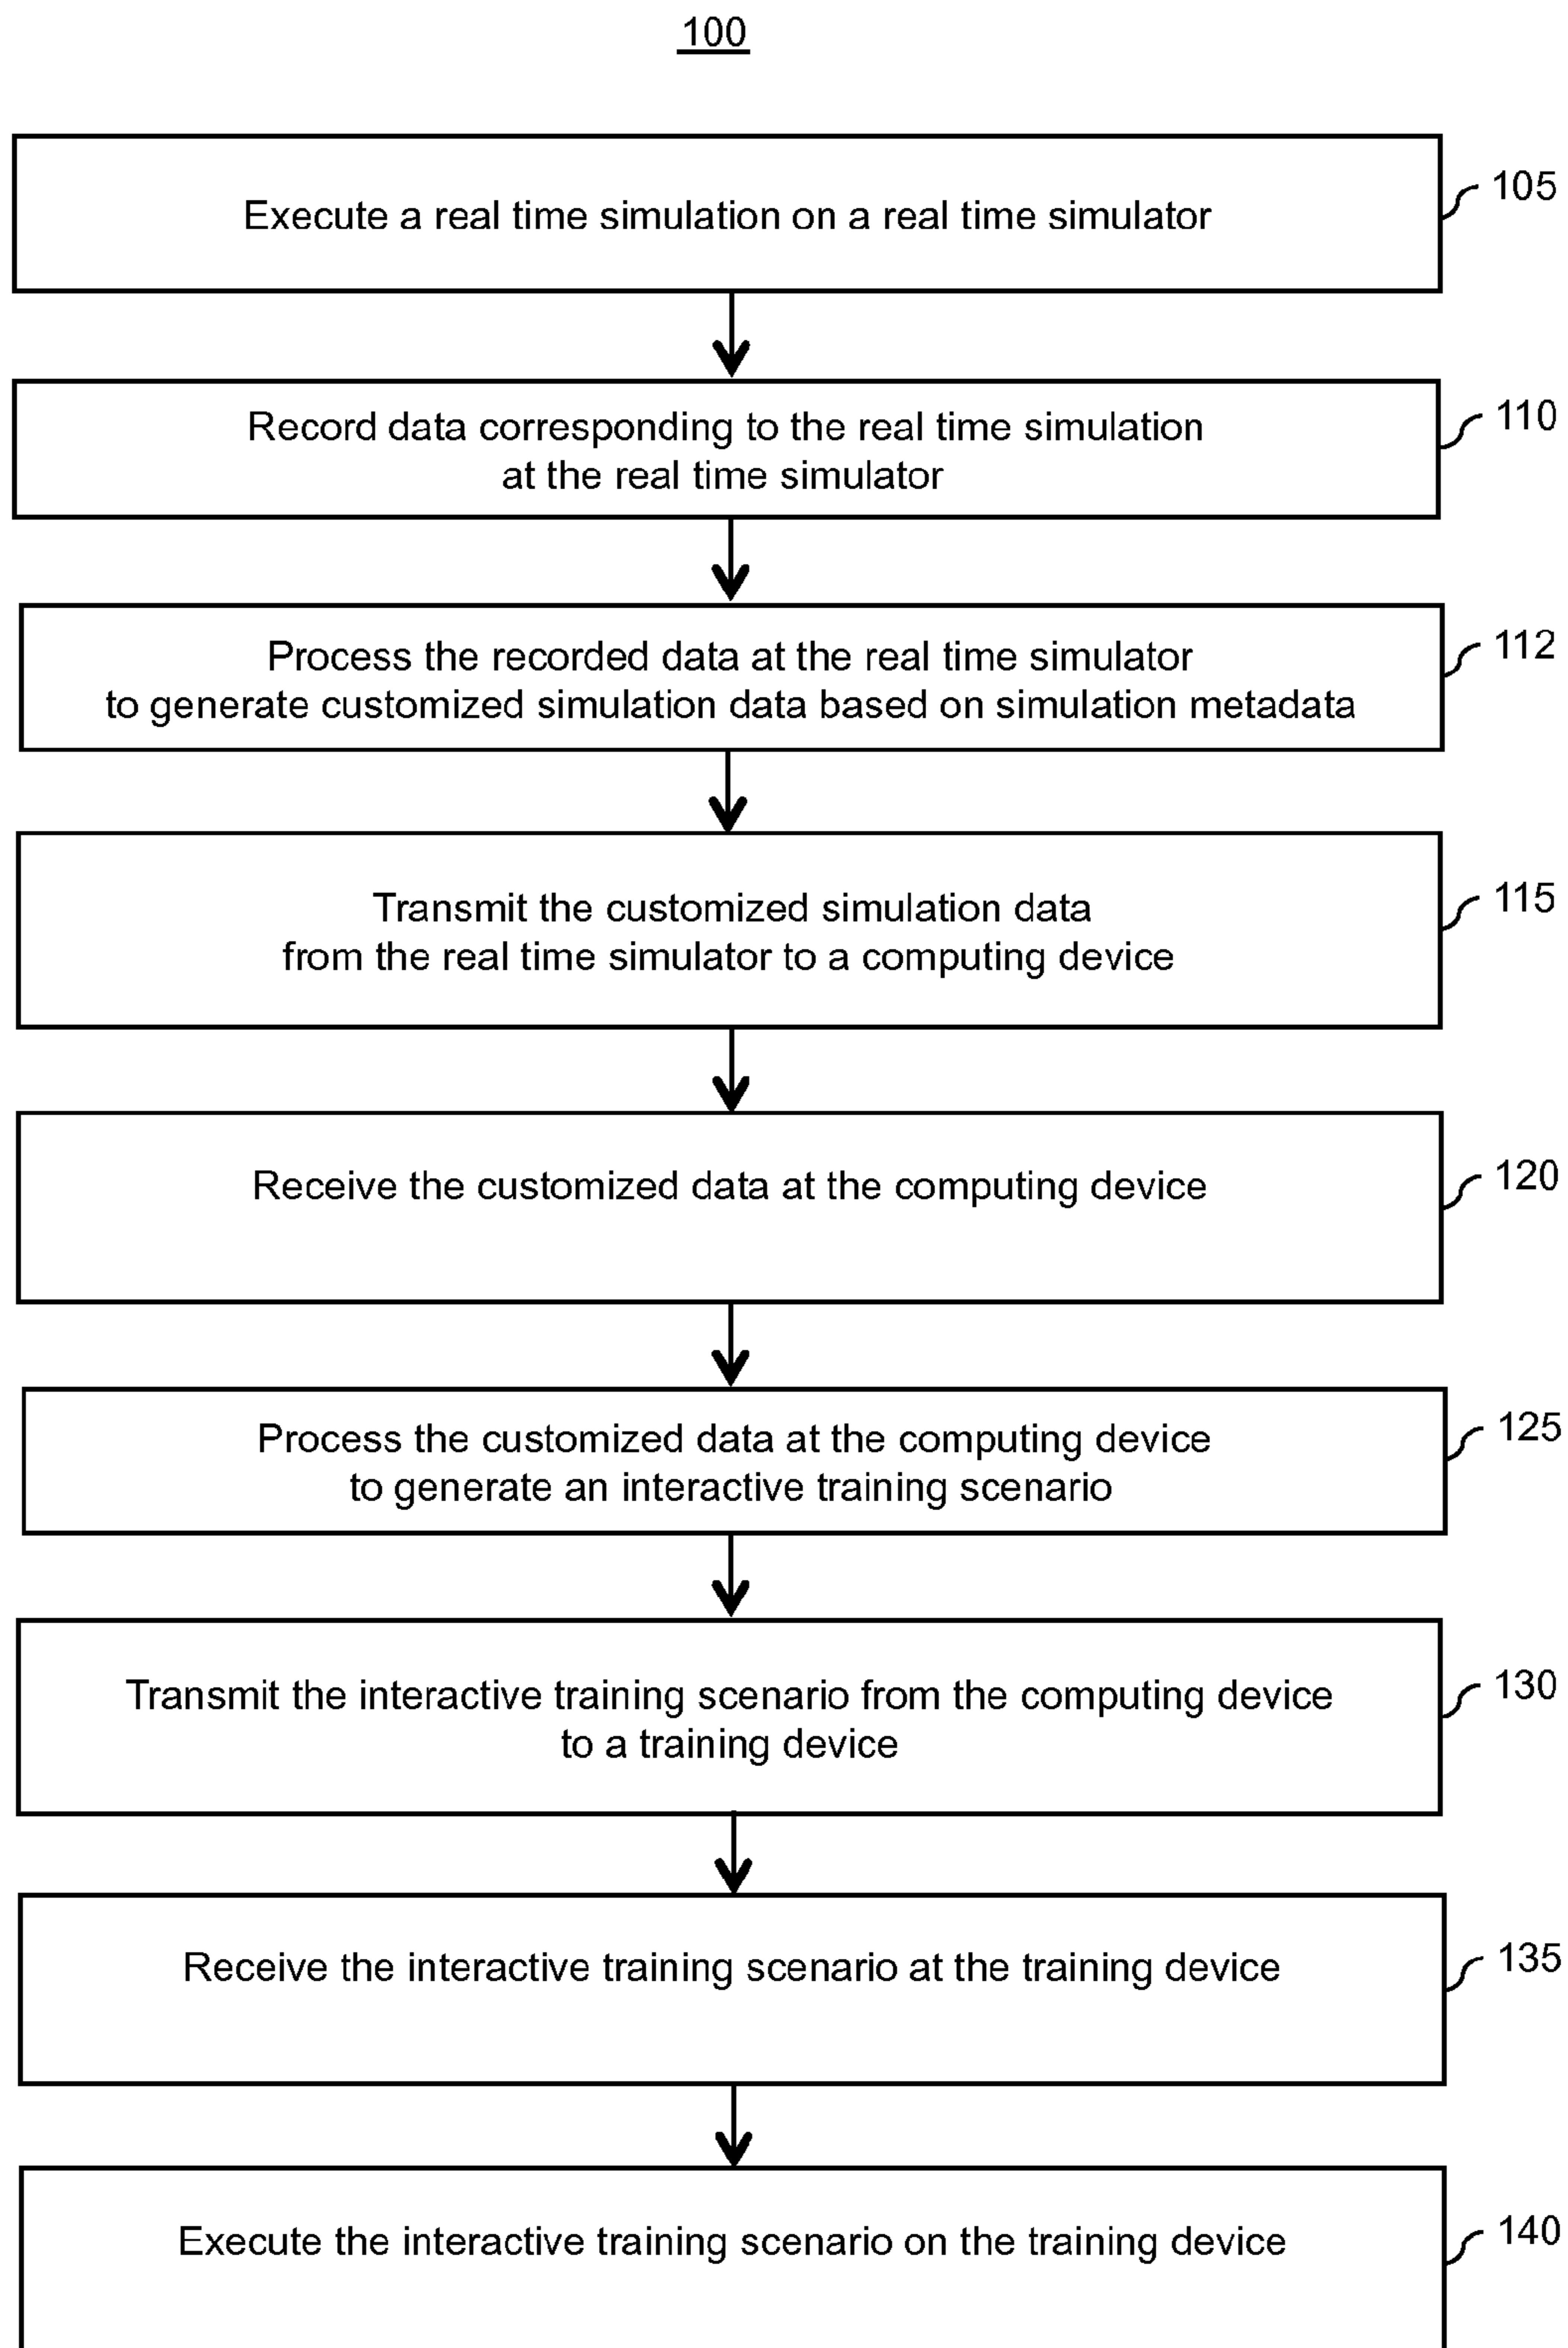 100
Execute a real time simulation on a real time simulator
105
Record data corresponding to the real time simulation
at the real time simulator
110
Process the recorded data at the real time simulator
to generate customized simulation data based on simulation metadata
112
Transmit the customized simulation data
from the real time simulator to a computing device
115
Receive the customized data at the computing device
120
Process the customized data at the computing device
to generate an interactive training scenario
125
Transmit the interactive training scenario from the computing device
to a training device
130
Receive the interactive training scenario at the training device
135
Execute the interactive training scenario on the training device
140